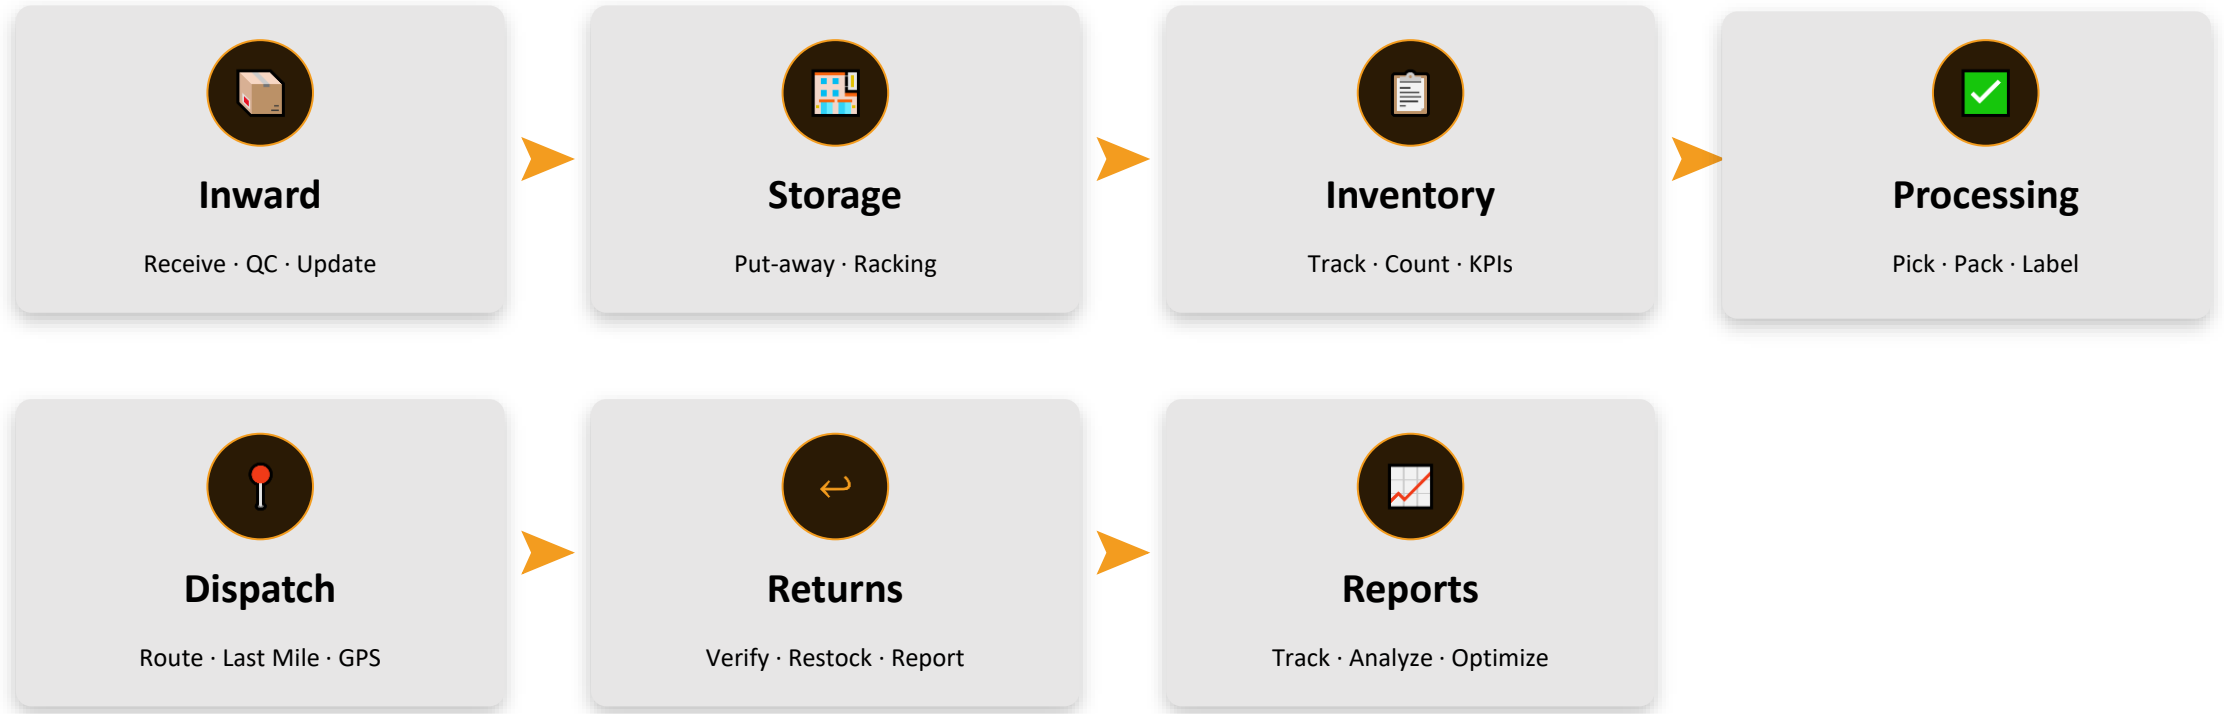 Inward
Receive · QC · Update
Storage
Put-away · Racking
Inventory
Track · Count · KPIs
Processing
Pick · Pack · Label
Dispatch
Route · Last Mile · GPS
Returns
Verify · Restock · Report
Reports
Track · Analyze · Optimize